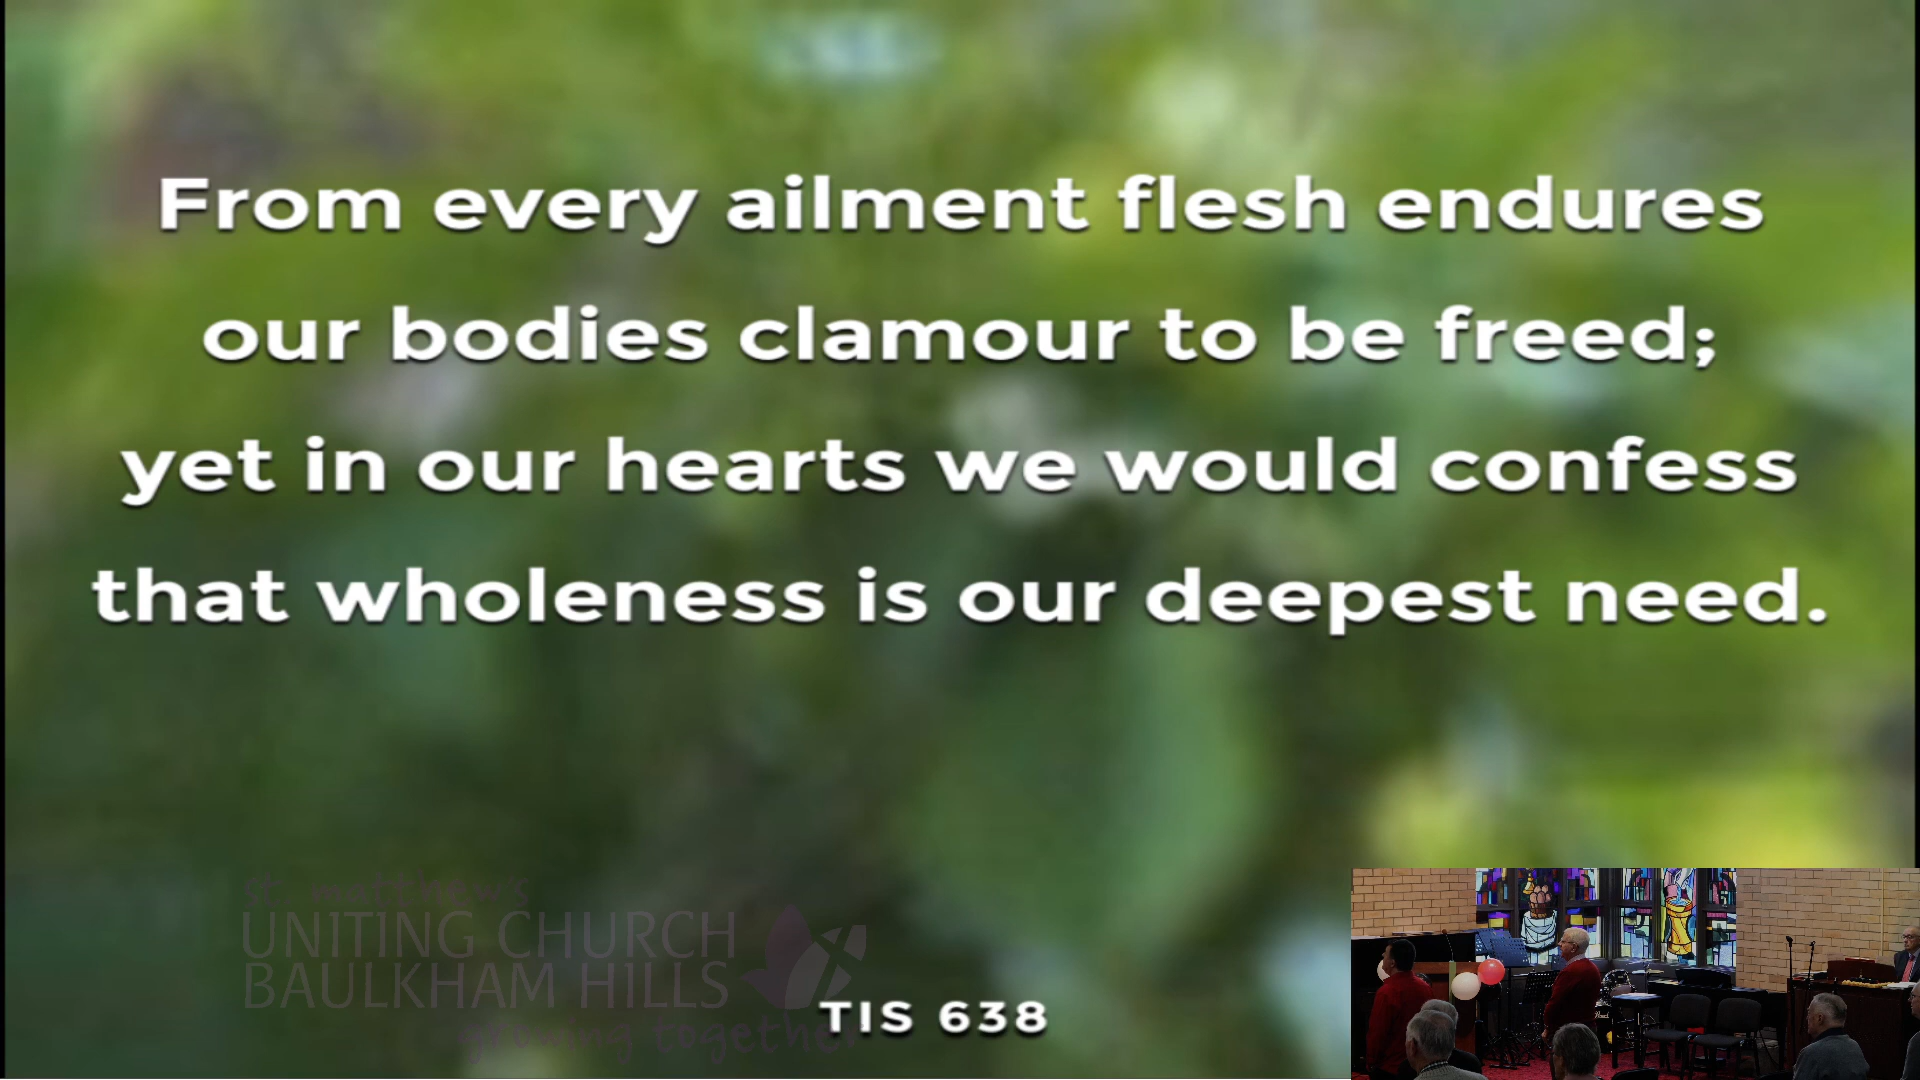 From every ailment flesh endures
our bodies clamour to be freed;
yet in our hearts we would confess
that wholeness is our deepest need.
st. matthew's
UNITING CHURCH
BAULKHAM HILLS
growing together
TIS 638